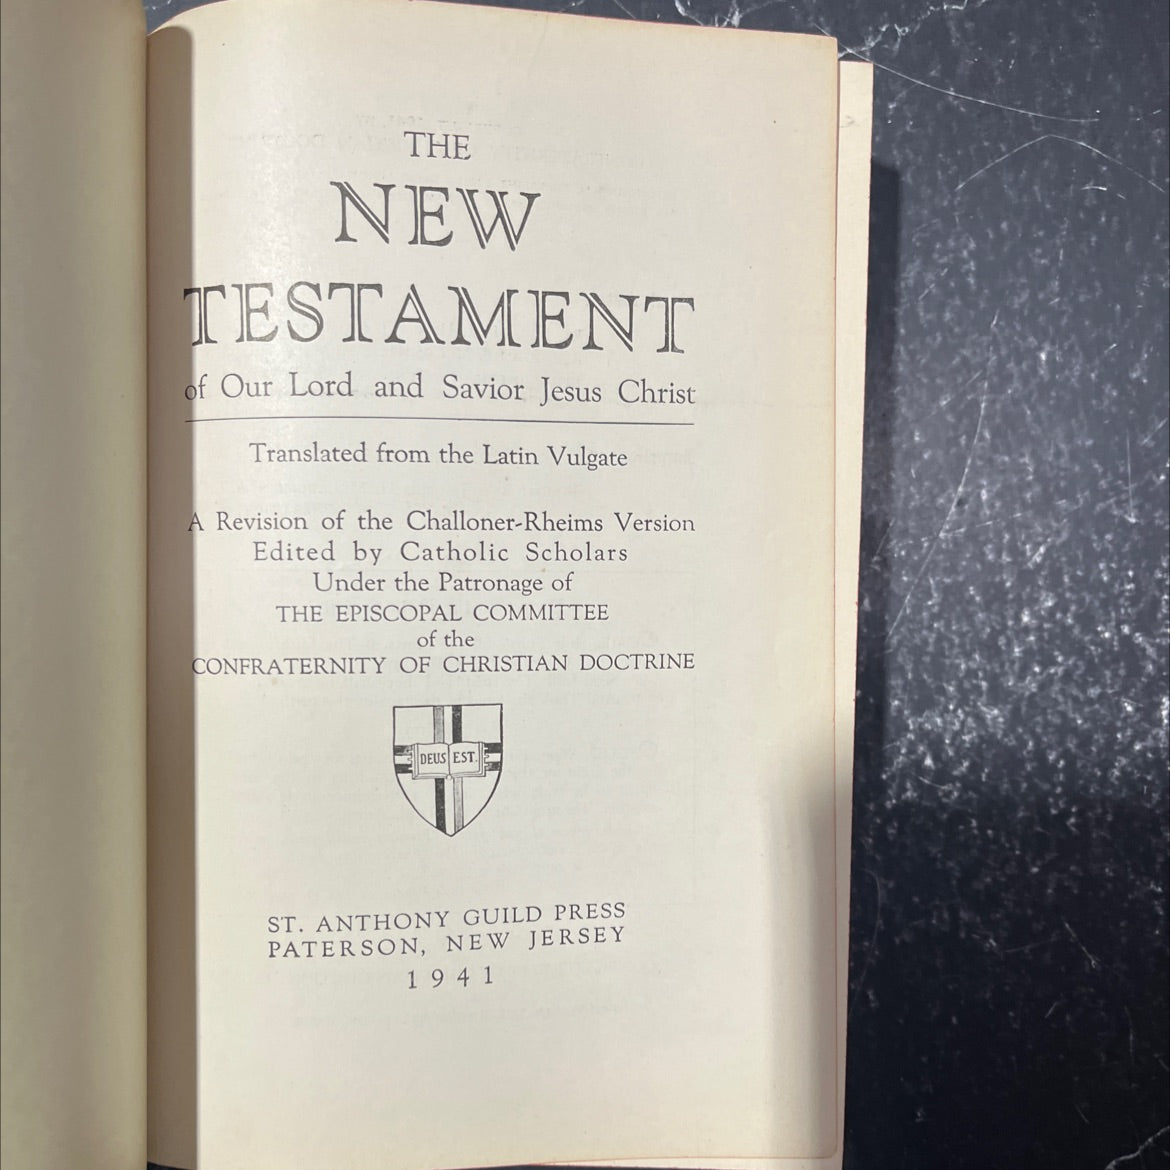 THE
NEW
TESTAMENT
of Our Lord and Savior Jesus Christ
Translated from the Latin Vulgate
A Revision of the Challoner-Rheims Version
Edited by Catholic Scholars
Under the Patronage of
THE EPISCOPAL COMMITTEE
of the
CONFRATERNITY OF CHRISTIAN DOCTRINE
DEUS EST.
ST. ANTHONY GUILD PRESS
PATERSON, NEW JERSEY
1941